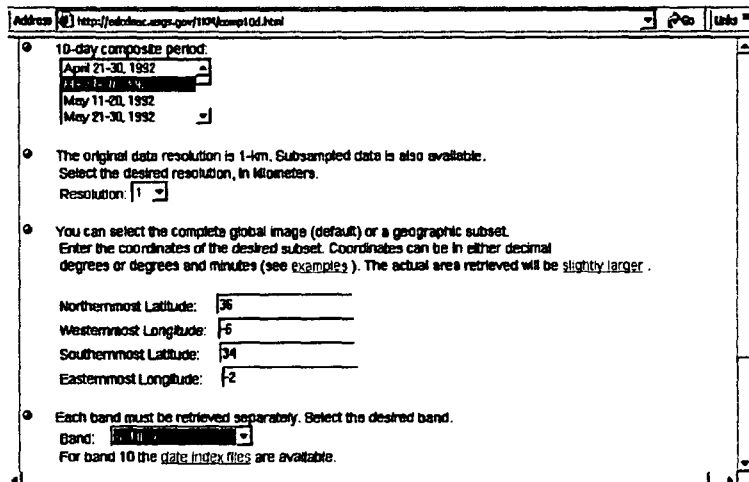 Address http://edcdaac.usgs.gov/1KM/comp10d.html Go Links
10-day composite period:
April 21-30, 1992
May 11-20, 1992
May 21-30, 1992
The original data resolution is 1-km. Subsampled data is also available.
Select the desired resolution, in kilometers.
Resolution: 1
You can select the complete global image (default) or a geographic subset.
Enter the coordinates of the desired subset. Coordinates can be in either decimal
degrees or degrees and minutes (see examples ). The actual area retrieved will be slightly larger .
Northernmost Latitude: 36
Westernmost Longitude: -6
Southernmost Latitude: 34
Easternmost Longitude: -2
Each band must be retrieved separately. Select the desired band.
Band:
For band 10 the date index files are available.